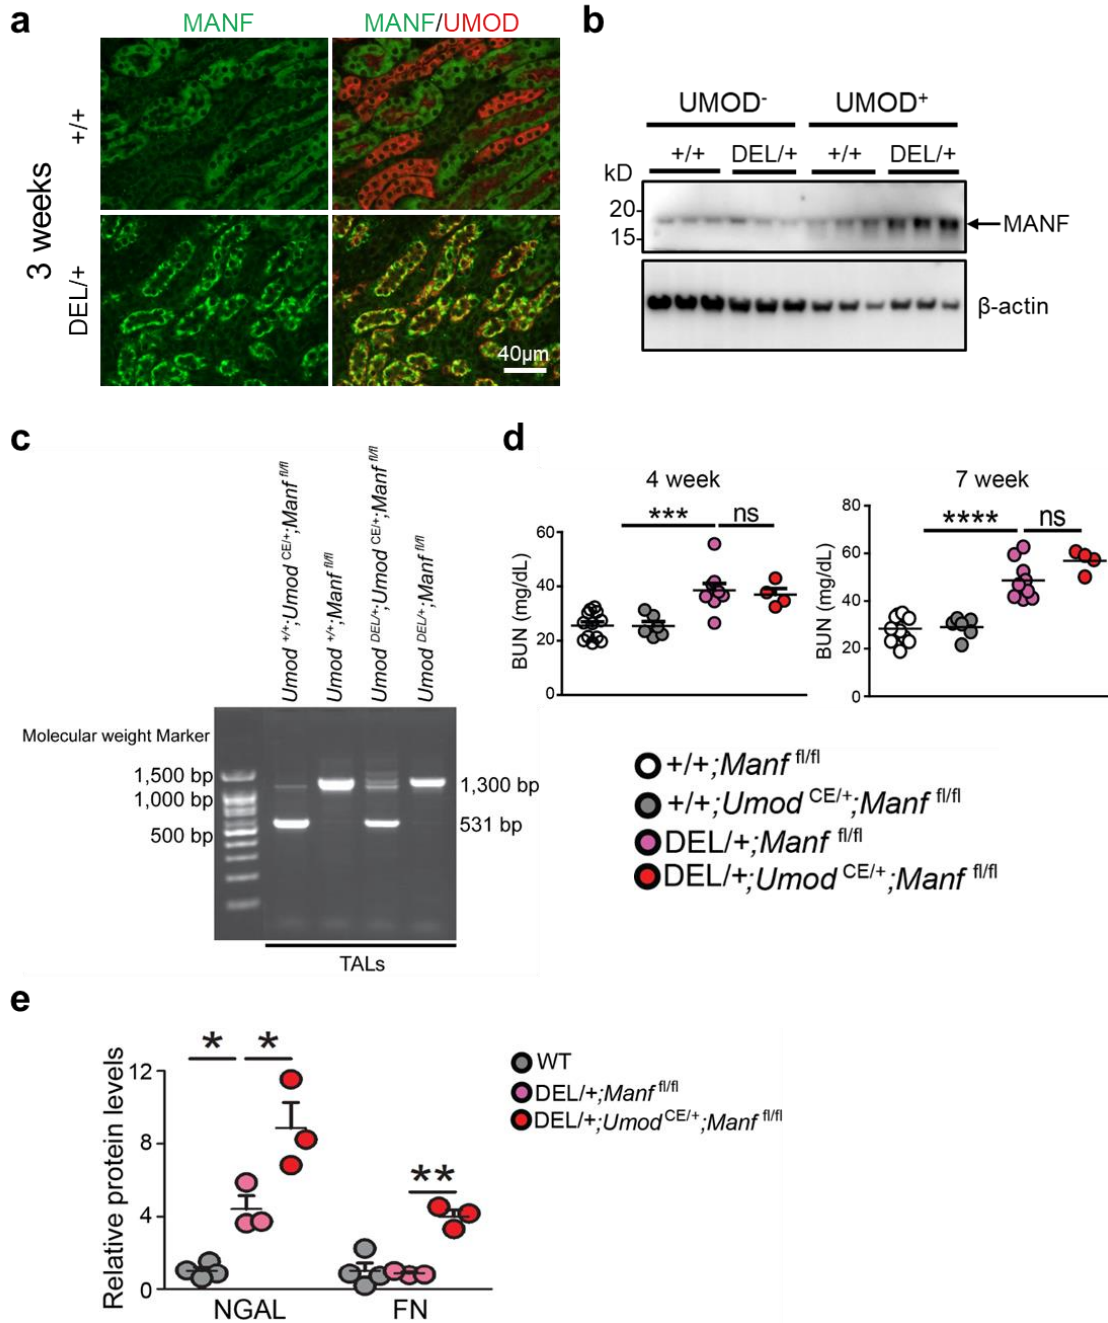 a
MANF
MANF/UMOD
3 weeks
+/+
DEL/+
40μm
b
UMOD-
UMOD+
+/+
DEL/+
+/+
DEL/+
kD
20
15
MANF
β-actin
c
Umod +/+;Umod CE/+;Manf fl/fl
Umod +/+;Manf fl/fl
Umod DEL/+;Umod CE/+;Manf fl/fl
Umod DEL/+;Manf fl/fl
Molecular weight Marker
1,500 bp
1,000 bp
500 bp
1,300 bp
531 bp
TALs
d
4 week
*** ns
BUN (mg/dL)
60
40
20
0
7 week
**** ns
BUN (mg/dL)
80
60
40
20
0
+/+;Manf fl/fl
+/+;Umod CE/+;Manf fl/fl
DEL/+;Manf fl/fl
DEL/+;Umod CE/+;Manf fl/fl
e
Relative protein levels
12
8
4
0
* *
**
NGAL
FN
WT
DEL/+;Manf fl/fl
DEL/+;Umod CE/+;Manf fl/fl